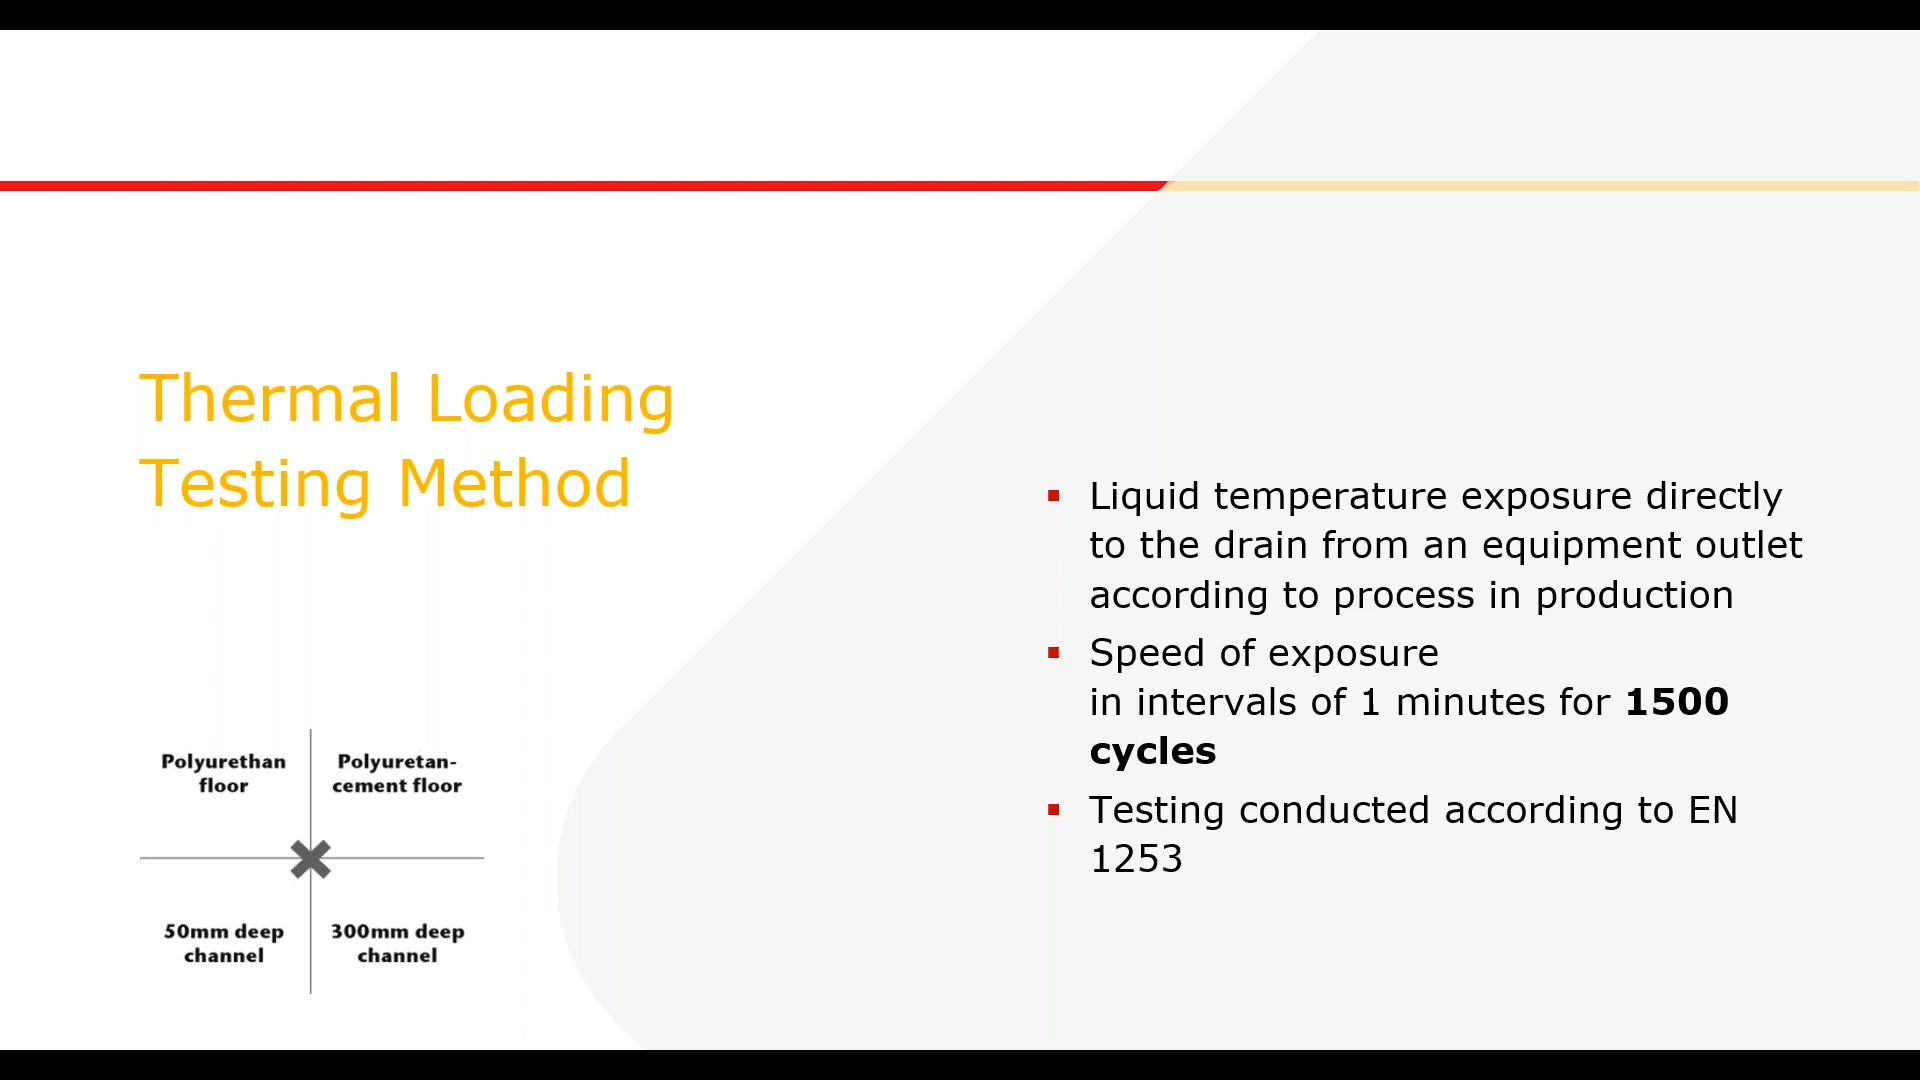 Thermal Loading
Testing Method
Polyurethan
floor
Polyuretan-
cement floor
50mm deep
channel
300mm deep
channel
▪ Liquid temperature exposure directly
to the drain from an equipment outlet
according to process in production
▪ Speed of exposure
in intervals of 1 minutes for 1500
cycles
▪ Testing conducted according to EN
1253